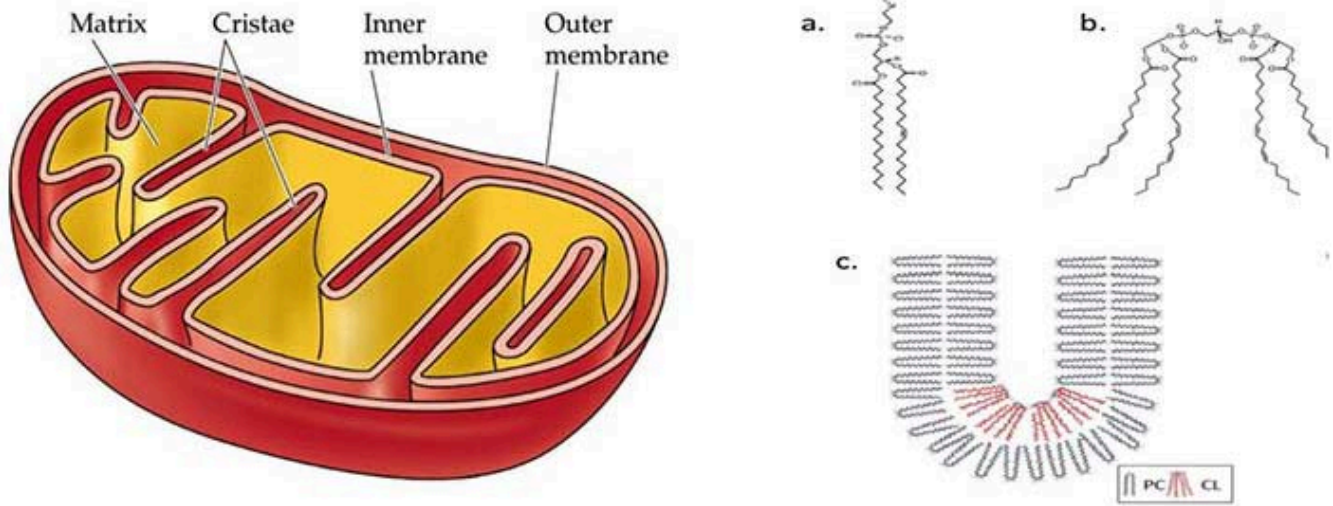 Matrix
Cristae
Inner
membrane
Outer
membrane
a.
b.
c.
PC CL